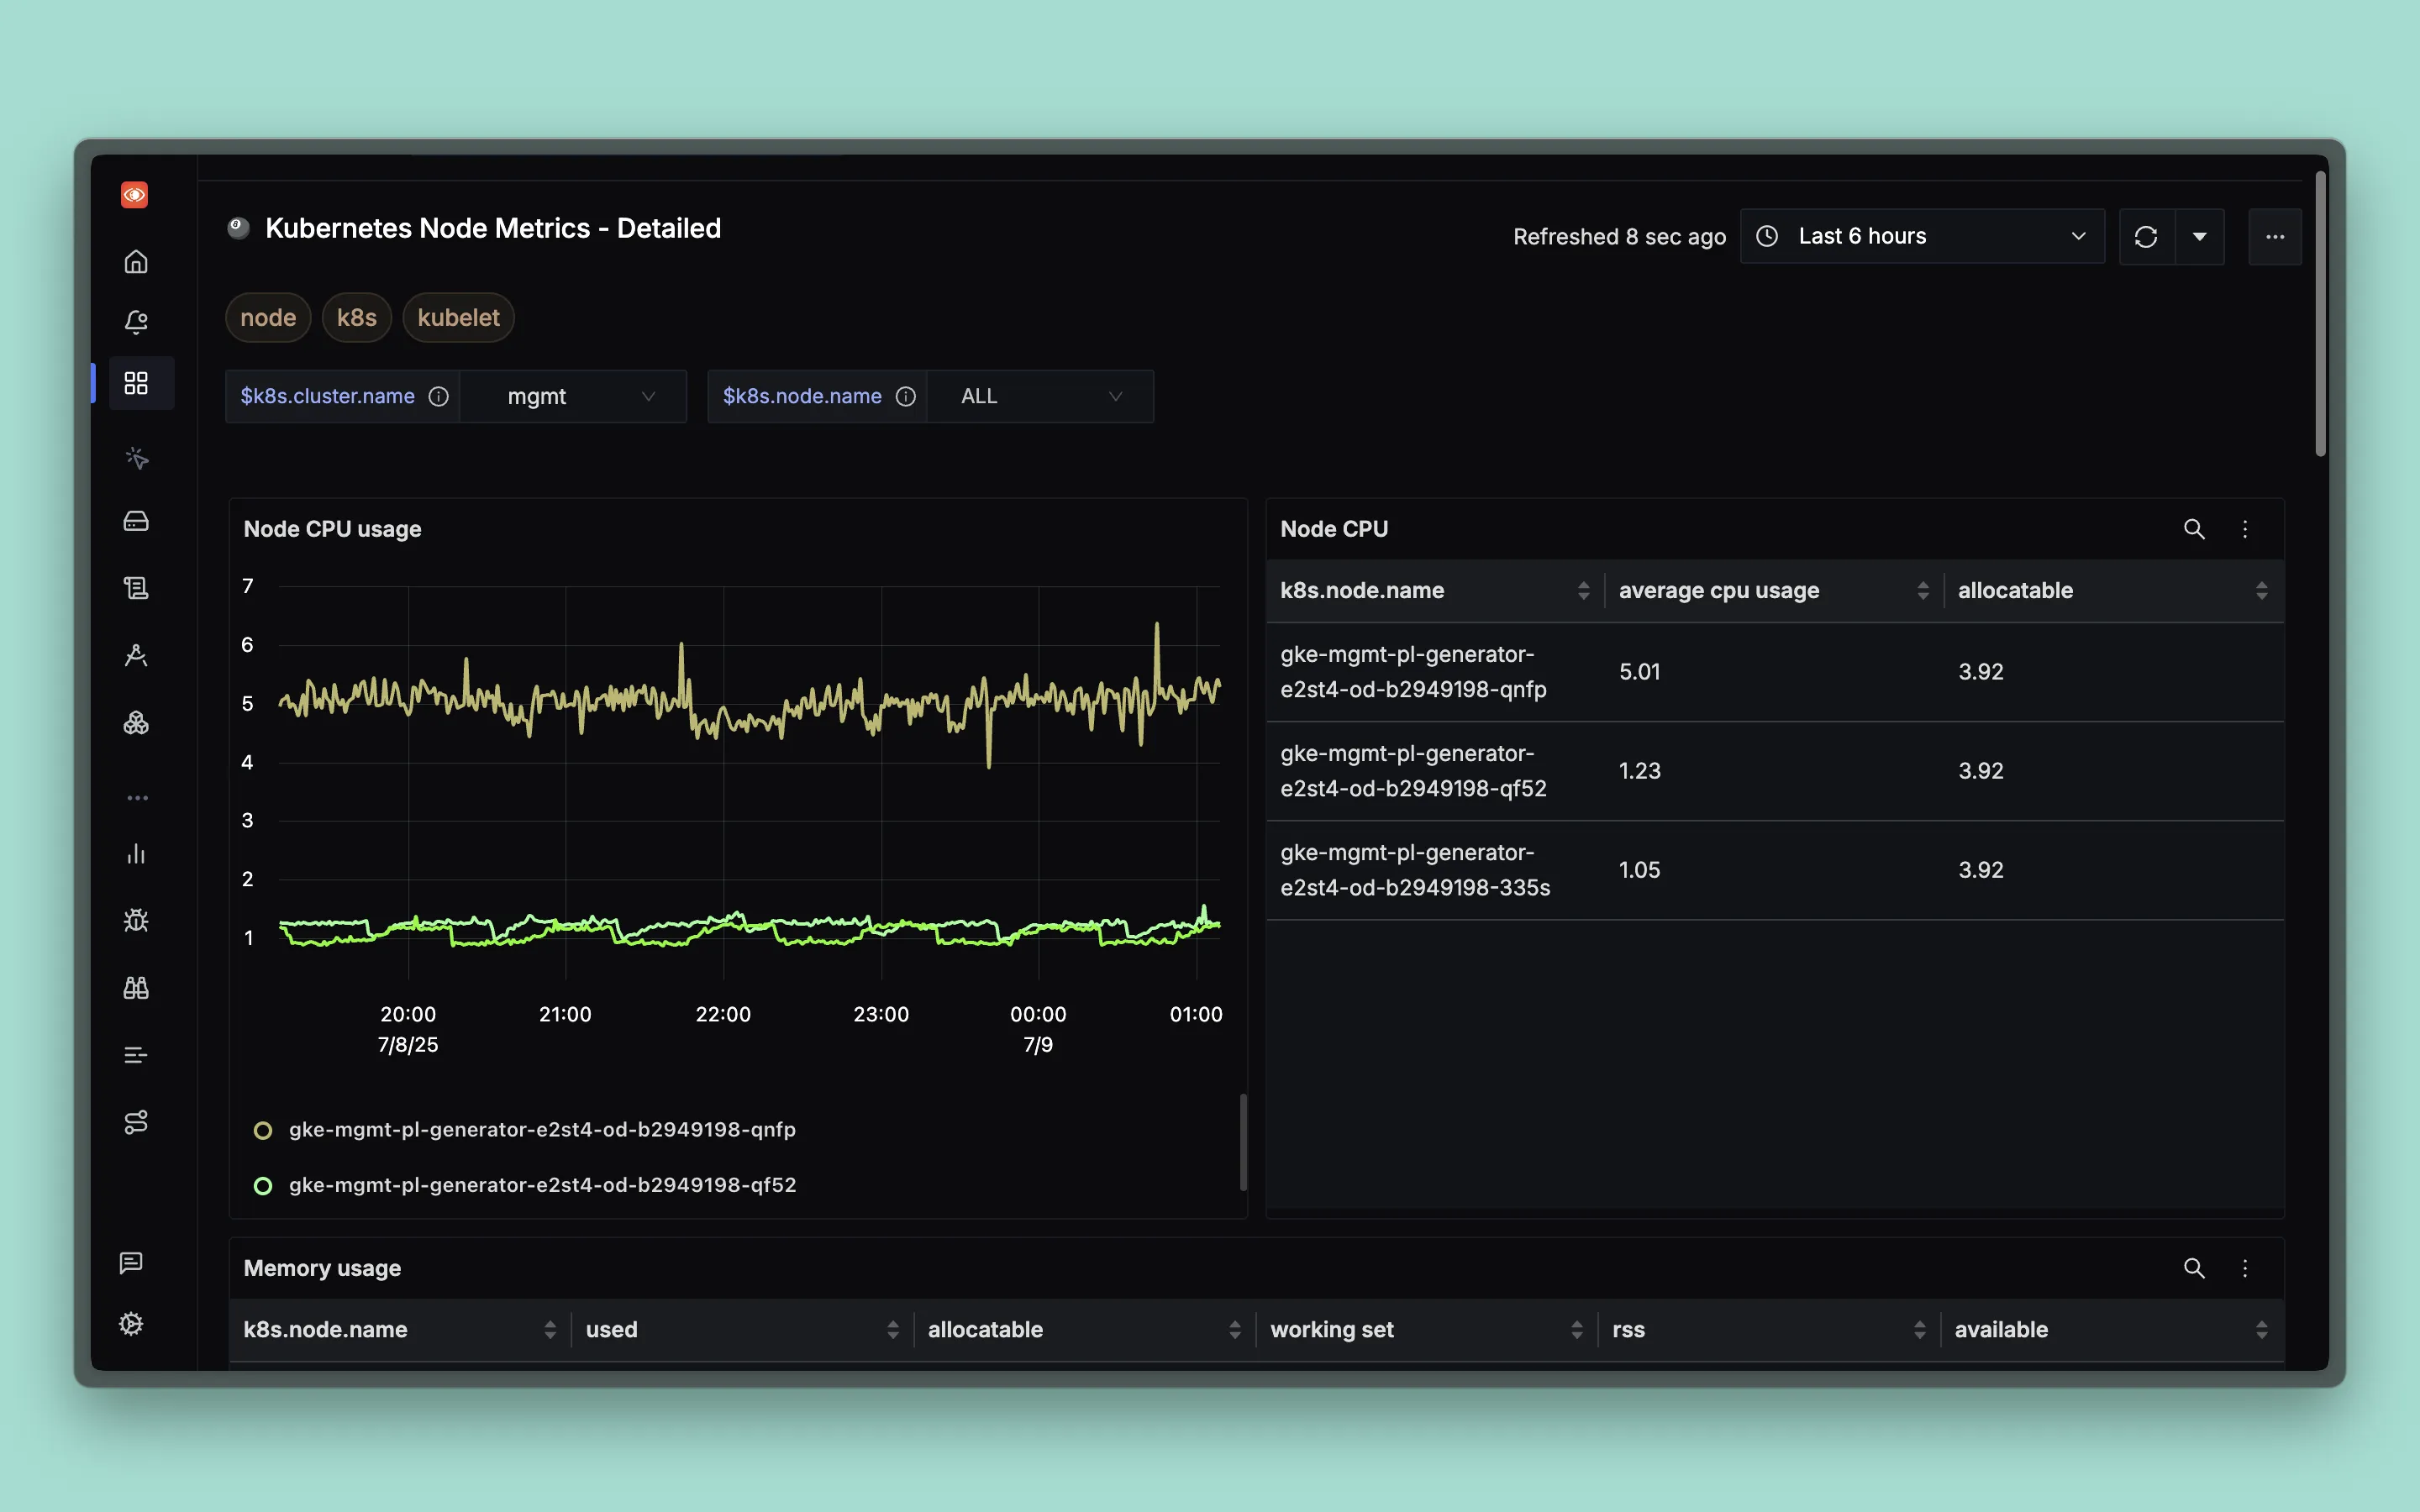 Kubernetes Node Metrics - Detailed
Refreshed 8 sec ago
Last 6 hours
node
k8s
kubelet
$k8s.cluster.name
mgmt
$k8s.node.name
ALL
Node CPU usage
7
6
5
4
3
2
1
20:00
21:00
22:00
23:00
00:00
01:00
7/8/25
7/9
gke-mgmt-pl-generator-e2st4-od-b2949198-qnfp
gke-mgmt-pl-generator-e2st4-od-b2949198-qf52
Node CPU
k8s.node.name
average cpu usage
allocatable
gke-mgmt-pl-generator-
e2st4-od-b2949198-qnfp
5.01
3.92
gke-mgmt-pl-generator-
e2st4-od-b2949198-qf52
1.23
3.92
gke-mgmt-pl-generator-
e2st4-od-b2949198-335s
1.05
3.92
Memory usage
k8s.node.name
used
allocatable
working set
rss
available